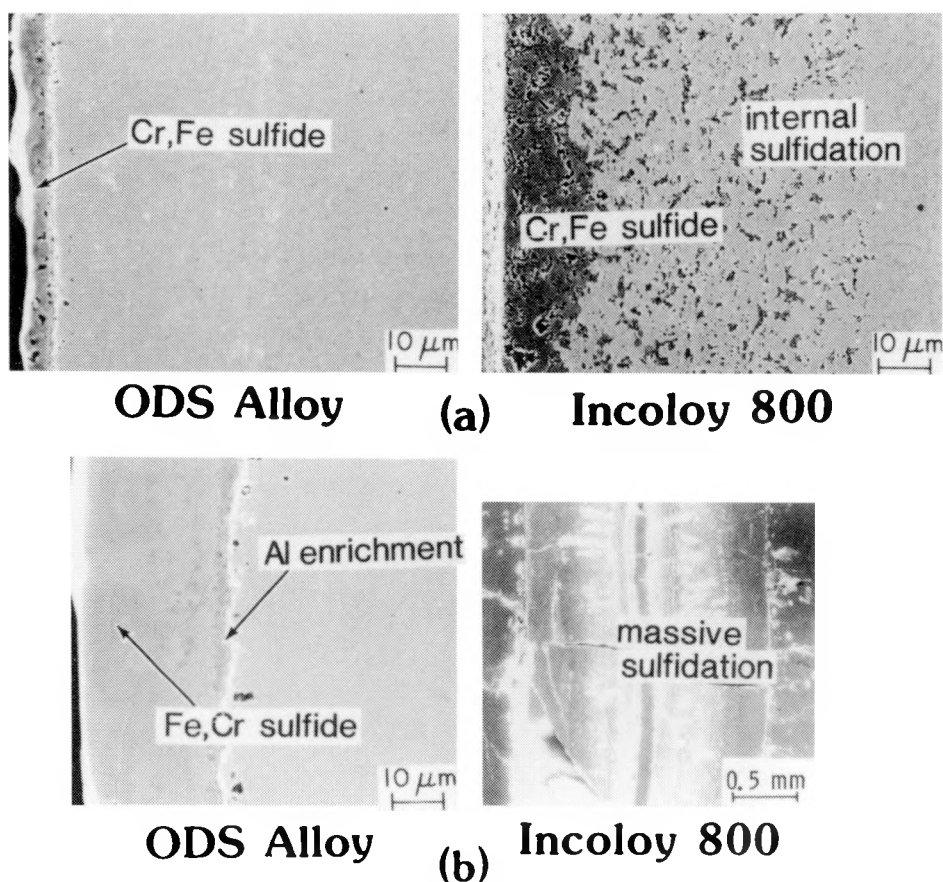 Cr,Fe sulfide
10 μm
internal
sulfidation
Cr,Fe sulfide
10 μm
ODS Alloy
(a)
Incoloy 800
Al enrichment
Fe,Cr sulfide
10 μm
massive
sulfidation
0.5 mm
ODS Alloy
(b)
Incoloy 800